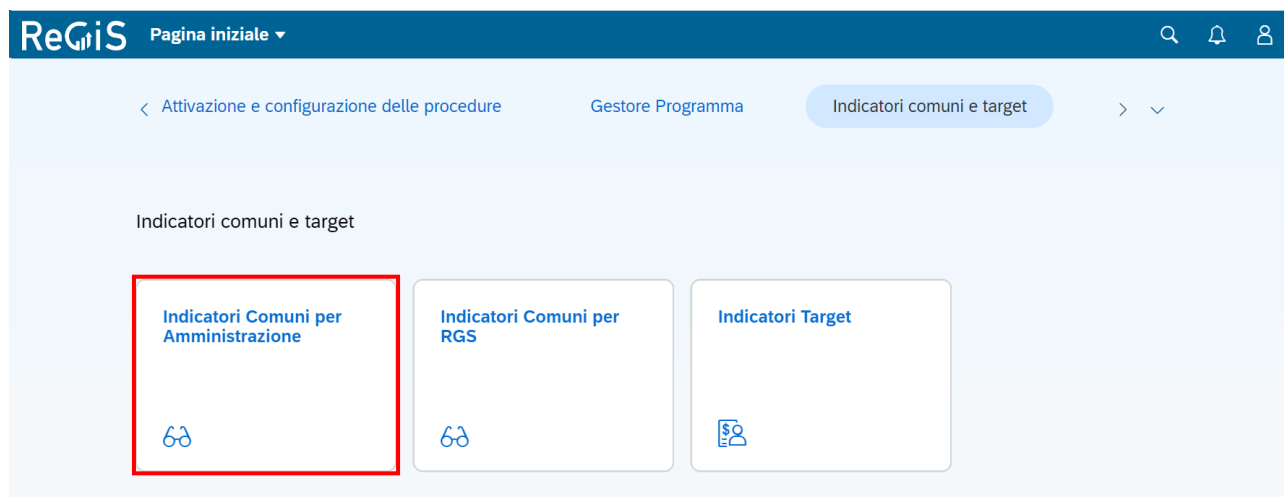 ReGiS Pagina iniziale
Attivazione e configurazione delle procedure Gestore Programma Indicatori comuni e target
Indicatori comuni e target
Indicatori Comuni per Amministrazione
Indicatori Comuni per RGS
Indicatori Target